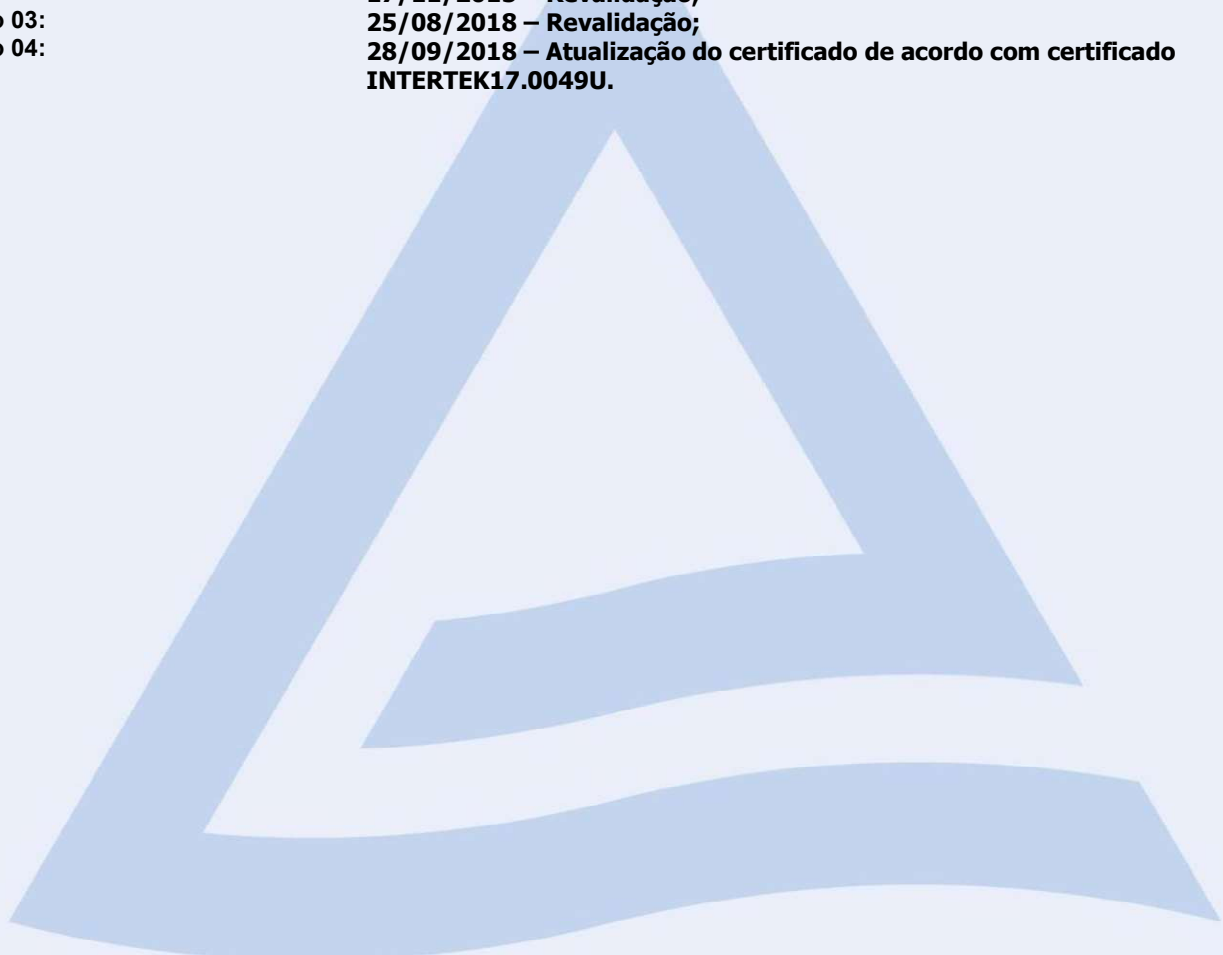 o 03:
25/08/2018 – Revalidação;
o 04:
28/09/2018 – Atualização do certificado de acordo com certificado
INTERTEK17.0049U.